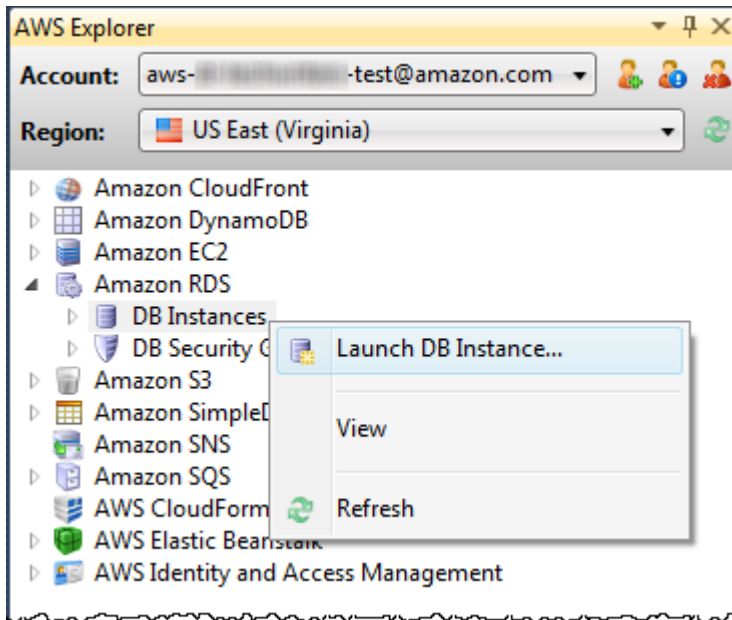 AWS Explorer
Account: aws- -test@amazon.com
Region: US East (Virginia)
Amazon CloudFront
Amazon DynamoDB
Amazon EC2
Amazon RDS
DB Instances
Launch DB Instance...
DB Security
Amazon S3
Amazon
View
Amazon SNS
Amazon SQS
Refresh
AWS
AWS Elastic Beanstalk
AWS Identity and Access Management